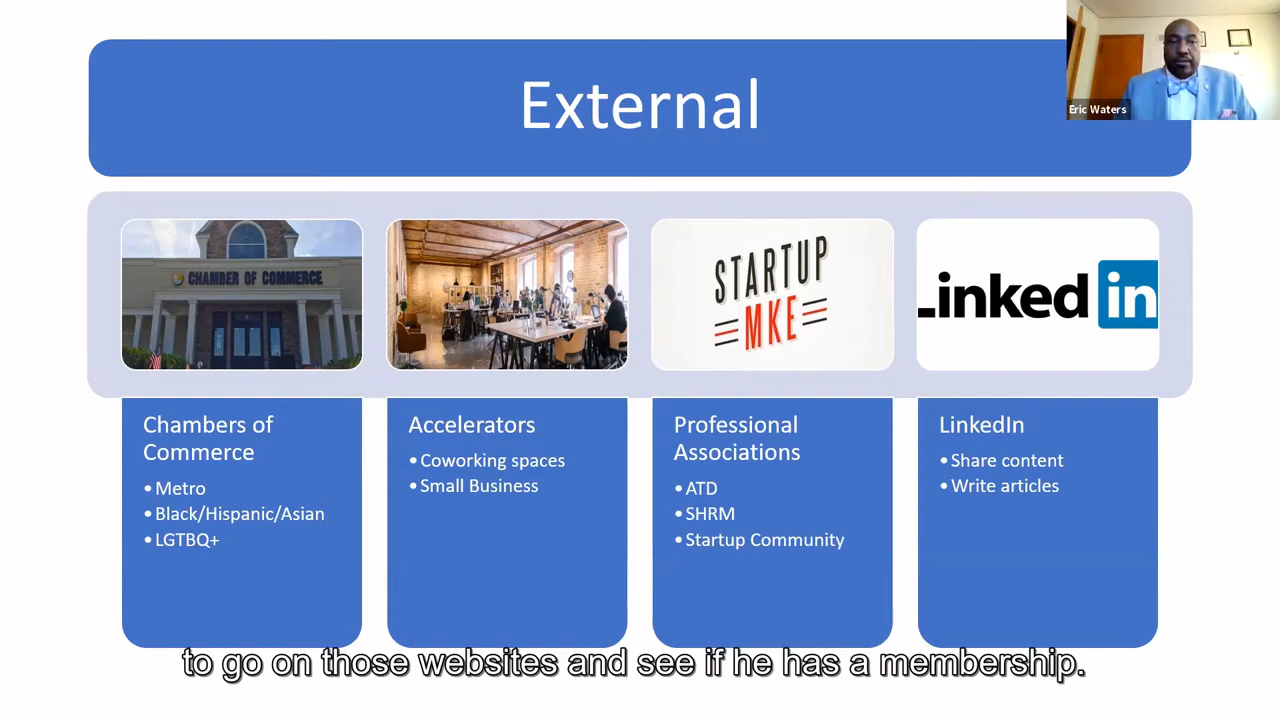 External
Eric Waters
CHAMBER OF COMMERCE
STARTUP
MKE
Linked in
Chambers of
Commerce
• Metro
• Black/Hispanic/Asian
• LGTBQ+
Accelerators
• Coworking spaces
• Small Business
Professional
Associations
• ATD
• SHRM
• Startup Community
LinkedIn
• Share content
• Write articles
to go on those websites and see if he has a membership.